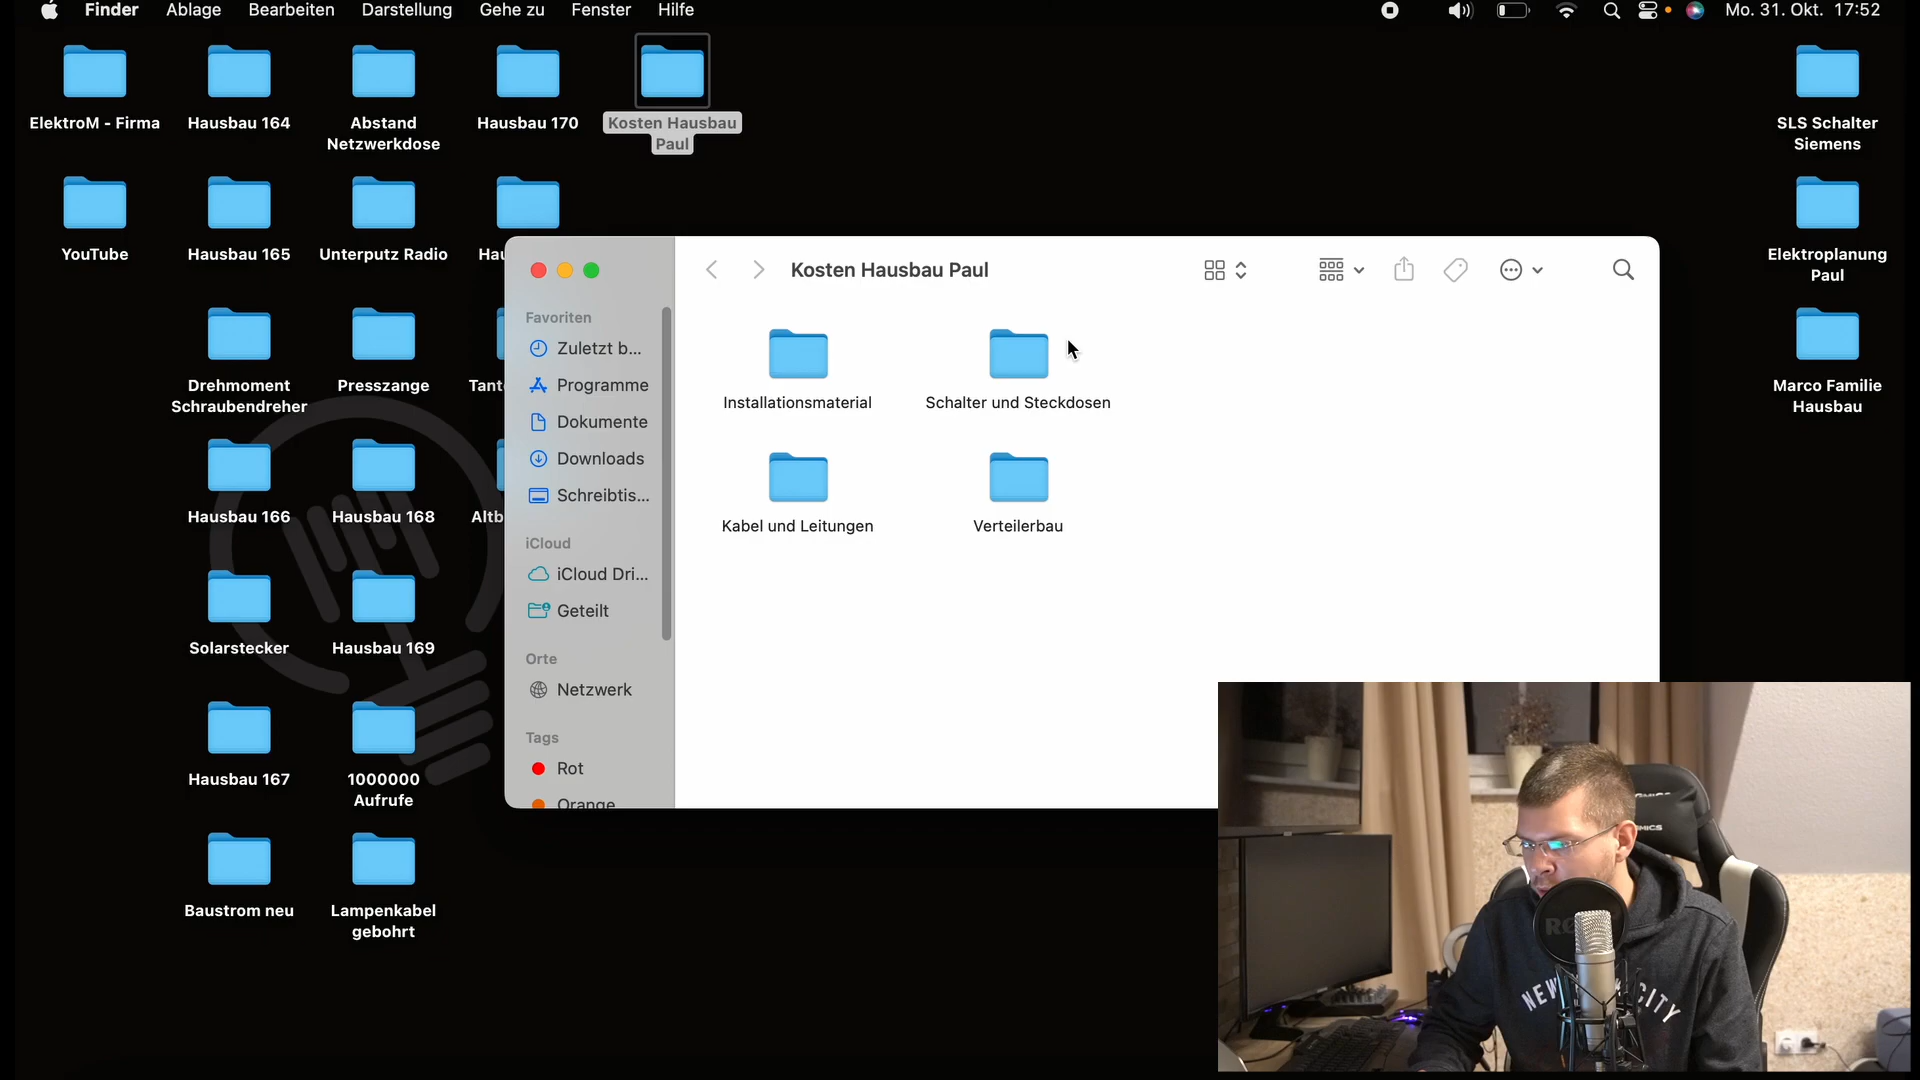 Finder Ablage Bearbeiten Darstellung Gehe zu Fenster Hilfe
Mo. 31. Okt. 17:52
ElektroM - Firma
Hausbau 164
Abstand
Netzwerkdose
Hausbau 170
Kosten Hausbau
Paul
SLS Schalter
Siemens
YouTube
Hausbau 165
Unterputz Radio
Elektroplanung
Paul
Drehmoment
Schraubendreher
Presszange
Marco Familie
Hausbau
Hausbau 166
Hausbau 168
Solarstecker
Hausbau 169
Hausbau 167
1000000
Aufrufe
Baustrom neu
Lampenkabel
gebohrt
Kosten Hausbau Paul
Favoriten
Zuletzt b...
Programme
Dokumente
Downloads
Schreibtis...
iCloud
iCloud Dri...
Geteilt
Orte
Netzwerk
Tags
Rot
Orange
Installationsmaterial
Schalter und Steckdosen
Kabel und Leitungen
Verteilerbau